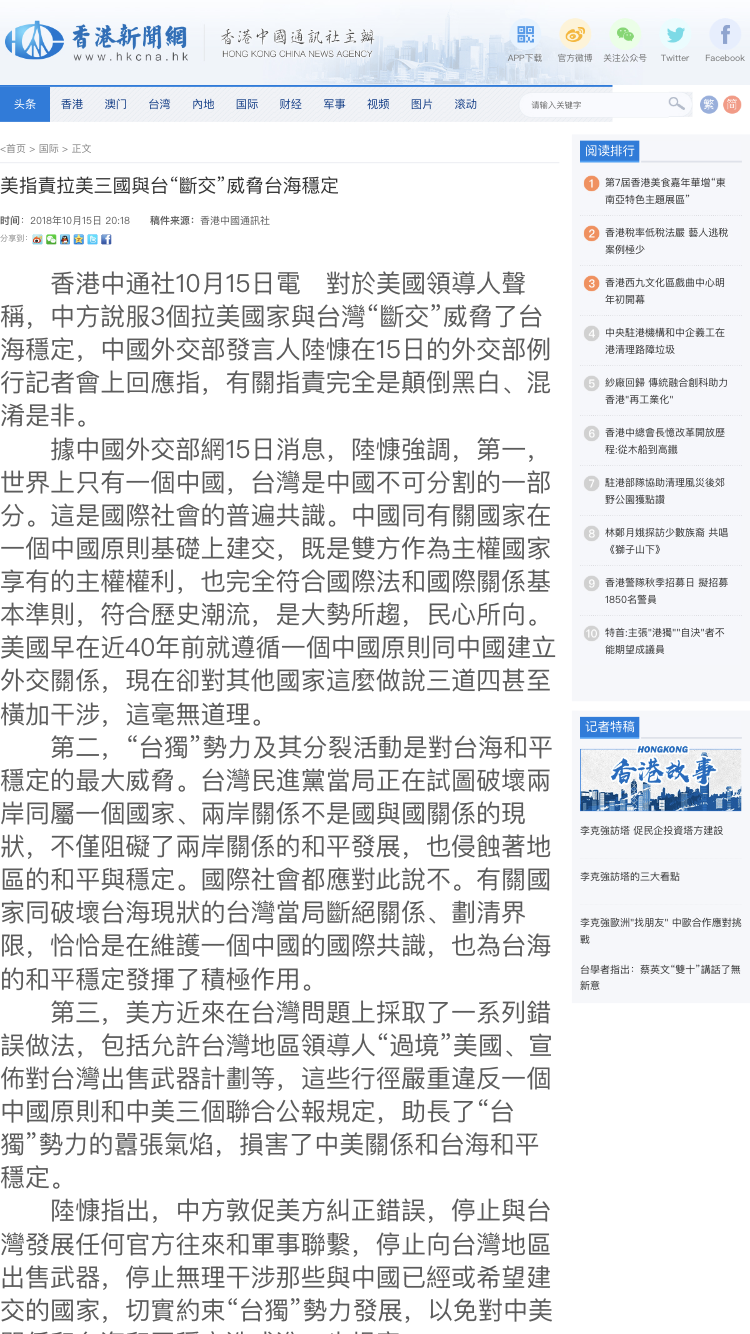 香港新聞網
www.hkcna.hk
香港中國通訊社主辦
HONG KONG CHINA NEWS AGENCY
APP下载
官方微博
关注公众号
Twitter
Facebook
头条
香港
澳门
台湾
内地
国际
财经
军事
视频
图片
滚动
请输入关键字
繁
简
<首页 > 国际 > 正文
美指責拉美三國與台“斷交”威脅台海穩定
时间：2018年10月15日 20:18 稿件来源：香港中國通訊社
分享到：
香港中通社10月15日電　對於美國領導人聲
稱，中方說服3個拉美國家與台灣“斷交”威脅了台
海穩定，中國外交部發言人陸慷在15日的外交部例
行記者會上回應指，有關指責完全是顛倒黑白、混
淆是非。
據中國外交部網15日消息，陸慷強調，第一，
世界上只有一個中國，台灣是中國不可分割的一部
分。這是國際社會的普遍共識。中國同有關國家在
一個中國原則基礎上建交，既是雙方作為主權國家
享有的主權權利，也完全符合國際法和國際關係基
本準則，符合歷史潮流，是大勢所趨，民心所向。
美國早在近40年前就遵循一個中國原則同中國建立
外交關係，現在卻對其他國家這麼做說三道四甚至
橫加干涉，這毫無道理。
第二，“台獨”勢力及其分裂活動是對台海和平
穩定的最大威脅。台灣民進黨當局正在試圖破壞兩
岸同屬一個國家、兩岸關係不是國與國關係的現
狀，不僅阻礙了兩岸關係的和平發展，也侵蝕著地
區的和平與穩定。國際社會都應對此說不。有關國
家同破壞台海現狀的台灣當局斷絕關係、劃清界
限，恰恰是在維護一個中國的國際共識，也為台海
的和平穩定發揮了積極作用。
第三，美方近來在台灣問題上採取了一系列錯
誤做法，包括允許台灣地區領導人“過境”美國、宣
佈對台灣出售武器計劃等，這些行徑嚴重違反一個
中國原則和中美三個聯合公報規定，助長了“台
獨”勢力的囂張氣焰，損害了中美關係和台海和平
穩定。
陸慷指出，中方敦促美方糾正錯誤，停止與台
灣發展任何官方往來和軍事聯繫，停止向台灣地區
出售武器，停止無理干涉那些與中國已經或希望建
交的國家，切實約束“台獨”勢力發展，以免對中美
阅读排行
1 第7屆香港美食嘉年華增"東
南亞特色主題展區"
2 香港稅率低稅法嚴 藝人逃稅
案例極少
3 香港西九文化區戲曲中心明
年初開幕
4 中央駐港機構和中企義工在
港清理路障垃圾
5 紗廠回歸 傳統融合創科助力
香港"再工業化"
6 香港中總會長憶改革開放歷
程:從木船到高鐵
7 駐港部隊協助清理風災後郊
野公園獲點讚
8 林鄭月娥探訪少數族裔 共唱
《獅子山下》
9 香港警隊秋季招募日 擬招募
1850名警員
10 特首:主張"港獨""自決"者不
能期望成議員
记者特稿
HONGKONG
香港故事
李克強訪塔 促民企投資塔方建設
李克強訪塔的三大看點
李克強歐洲"找朋友" 中歐合作應對挑
戰
台學者指出：蔡英文“雙十”講話了無
新意